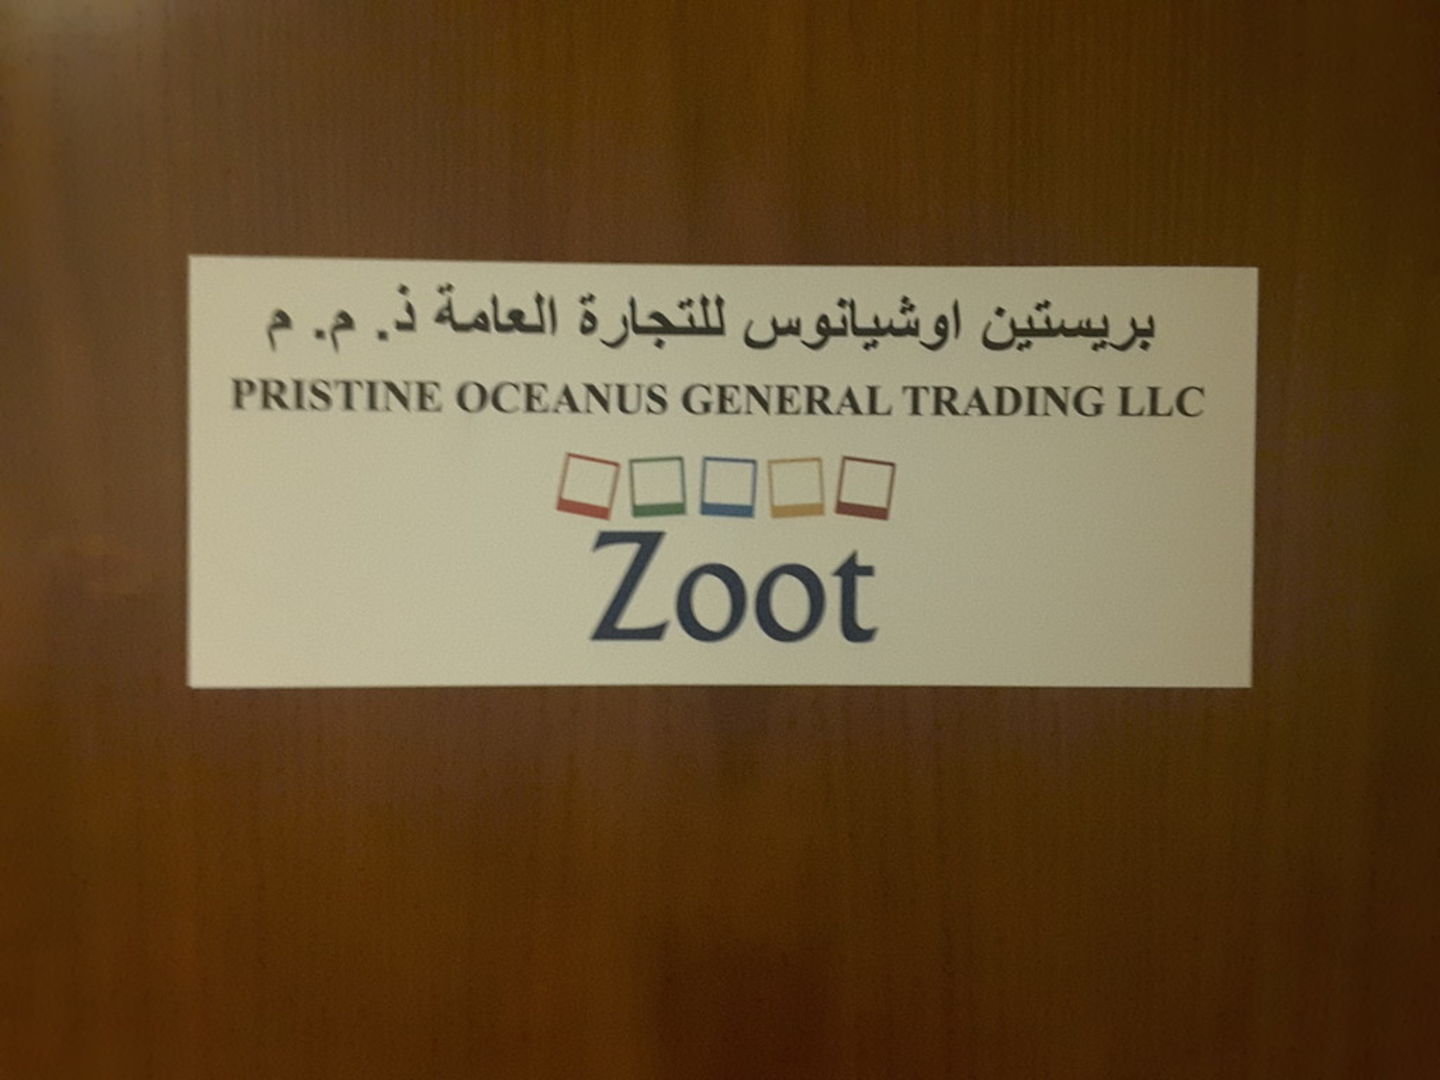 بريستين اوشيانوس للتجارة العامة ذ. م. م
PRISTINE OCEANUS GENERAL TRADING LLC
Zoot